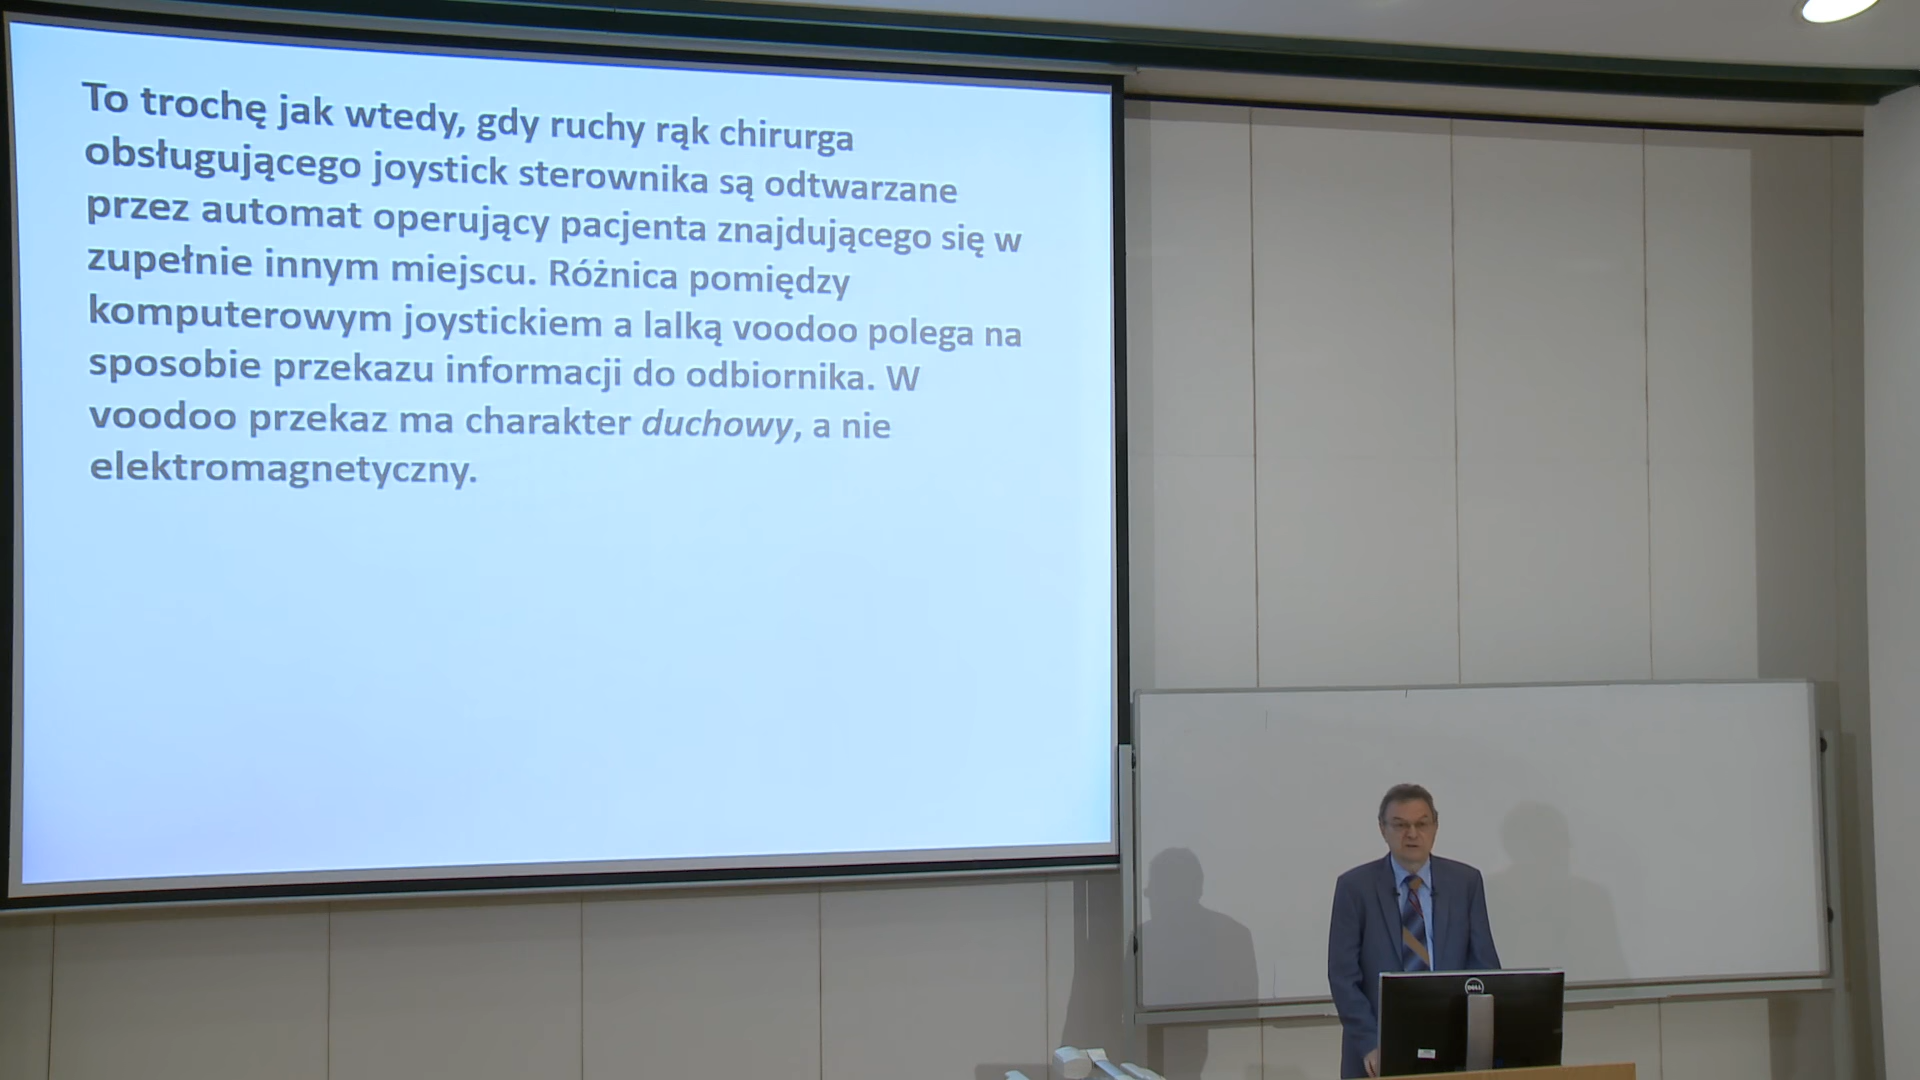 To trochę jak wtedy, gdy ruchy rąk chirurga
obsługującego joystick sterownika są odtwarzane
przez automat operujący pacjenta znajdującego się w
zupełnie innym miejscu. Różnica pomiędzy
komputerowym joystickiem a lalką voodoo polega na
sposobie przekazu informacji do odbiornika. W
voodoo przekaz ma charakter duchowy, a nie
elektromagnetyczny.
DELL